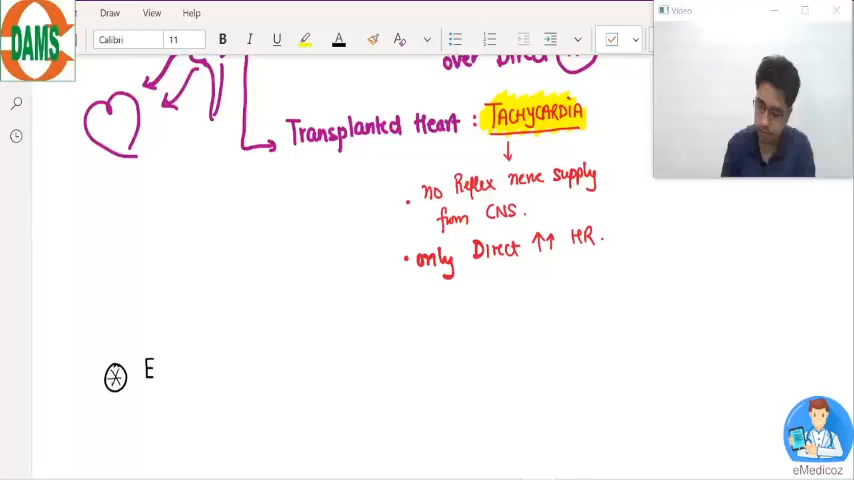 Draw View Help
Video
DAMS
Calibri 11 B I U A
over Direct
Transplanted Heart : TACHYCARDIA
• no Reflex nerve supply
from CNS.
• only Direct ↑↑ HR.
E
eMedicoz